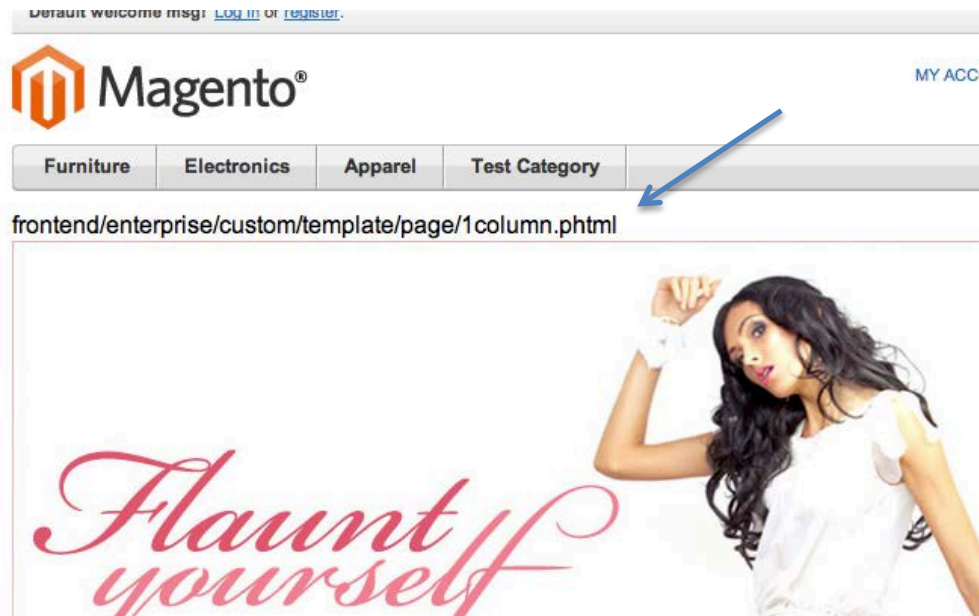 Default welcome msg! Log In or register.
Magento®
MY ACC
Furniture Electronics Apparel Test Category
frontend/enterprise/custom/template/page/1column.phtml
Flaunt
yourself